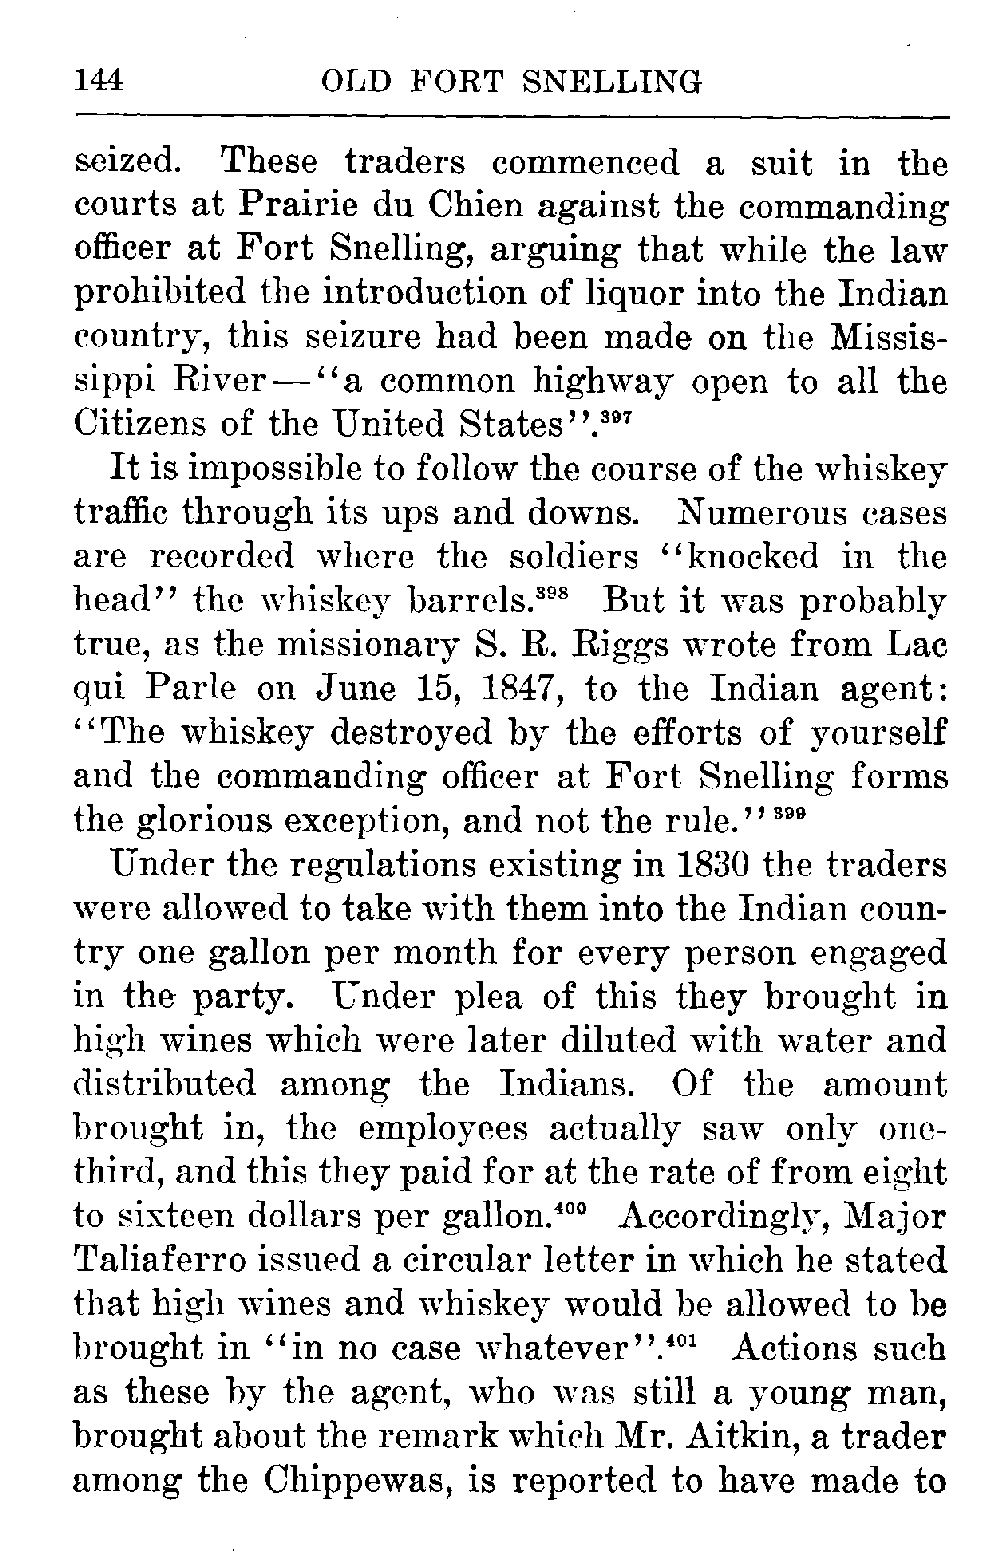 144 OLD FORT SNELLING
seized. These traders commenced a suit in the
courts at Prairie du Chien against the commanding
officer at Fort Snelling, arguing that while the law
prohibited the introduction of liquor into the Indian
country, this seizure had been made on the Missis-
sippi River—“a common highway open to all the
Citizens of the United States”.³⁹⁷
It is impossible to follow the course of the whiskey
traffic through its ups and downs. Numerous cases
are recorded where the soldiers “knocked in the
head” the whiskey barrels.³⁹⁸ But it was probably
true, as the missionary S. R. Riggs wrote from Lac
qui Parle on June 15, 1847, to the Indian agent:
“The whiskey destroyed by the efforts of yourself
and the commanding officer at Fort Snelling forms
the glorious exception, and not the rule.” ³⁹⁹
Under the regulations existing in 1830 the traders
were allowed to take with them into the Indian coun-
try one gallon per month for every person engaged
in the party. Under plea of this they brought in
high wines which were later diluted with water and
distributed among the Indians. Of the amount
brought in, the employees actually saw only one-
third, and this they paid for at the rate of from eight
to sixteen dollars per gallon.⁴⁰⁰ Accordingly, Major
Taliaferro issued a circular letter in which he stated
that high wines and whiskey would be allowed to be
brought in “in no case whatever”.⁴⁰¹ Actions such
as these by the agent, who was still a young man,
brought about the remark which Mr. Aitkin, a trader
among the Chippewas, is reported to have made to